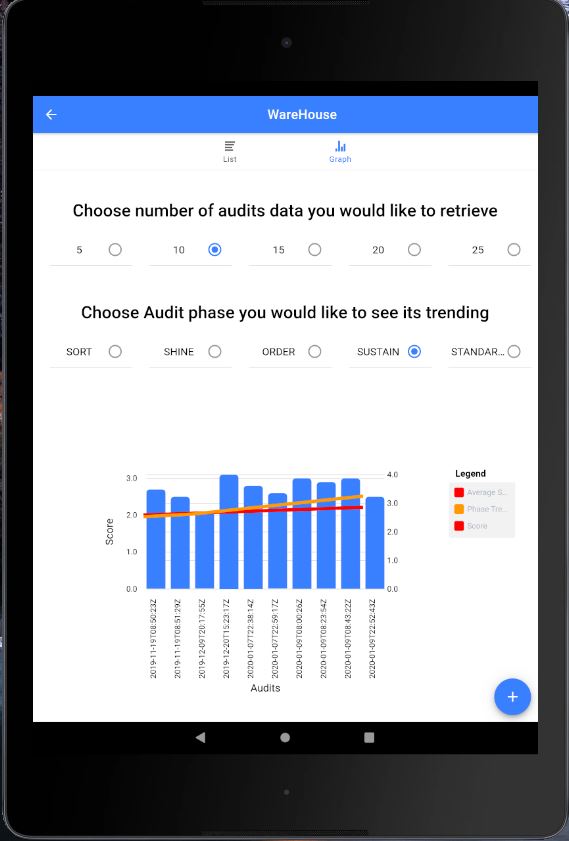 WareHouse
List Graph
Choose number of audits data you would like to retrieve
5 10 15 20 25
Choose Audit phase you would like to see its trending
SORT SHINE ORDER SUSTAIN STANDAR...
Legend
Average S...
Phase Tre...
Score
Score
3.0
2.0
1.0
0.0
4.0
3.0
2.0
1.0
0.0
2019-11-19T08:50:23Z
2019-11-19T08:51:29Z
2019-12-09T20:17:55Z
2019-12-20T15:23:17Z
2020-01-07T22:38:14Z
2020-01-07T22:59:17Z
2020-01-09T08:00:26Z
2020-01-09T08:23:54Z
2020-01-09T08:43:22Z
2020-01-09T22:52:43Z
Audits